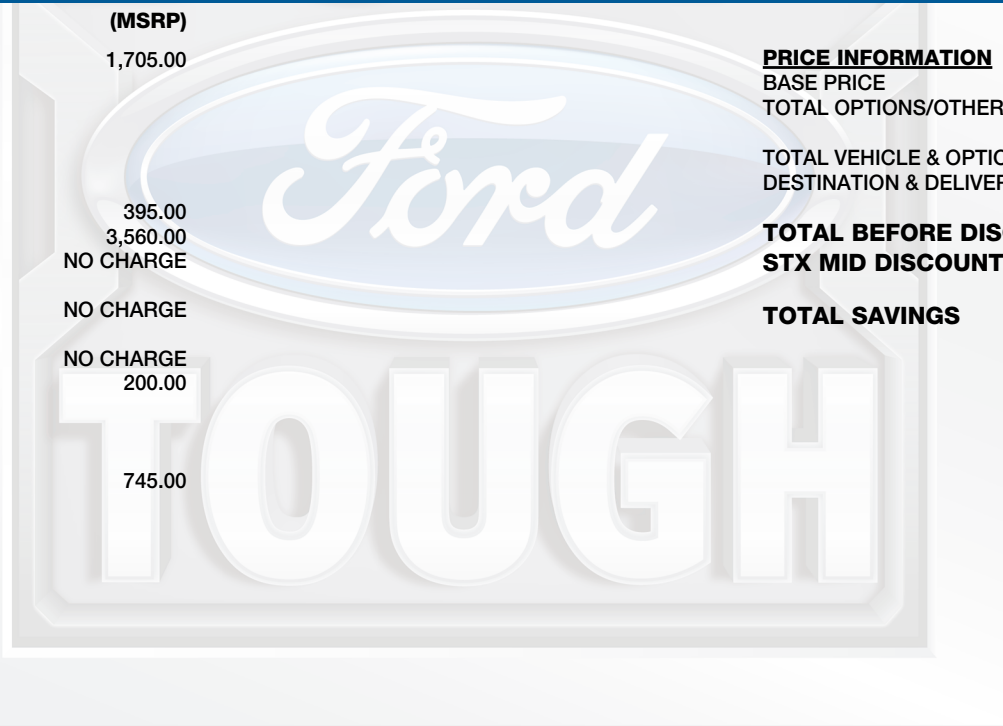 (MSRP)
1,705.00
395.00
3,560.00
NO CHARGE
NO CHARGE
NO CHARGE
200.00
745.00
PRICE INFORMATION
BASE PRICE
TOTAL OPTIONS/OTHER
TOTAL VEHICLE & OPTIO
DESTINATION & DELIVER
TOTAL BEFORE DISC
STX MID DISCOUNT
TOTAL SAVINGS
Ford
TOUGH